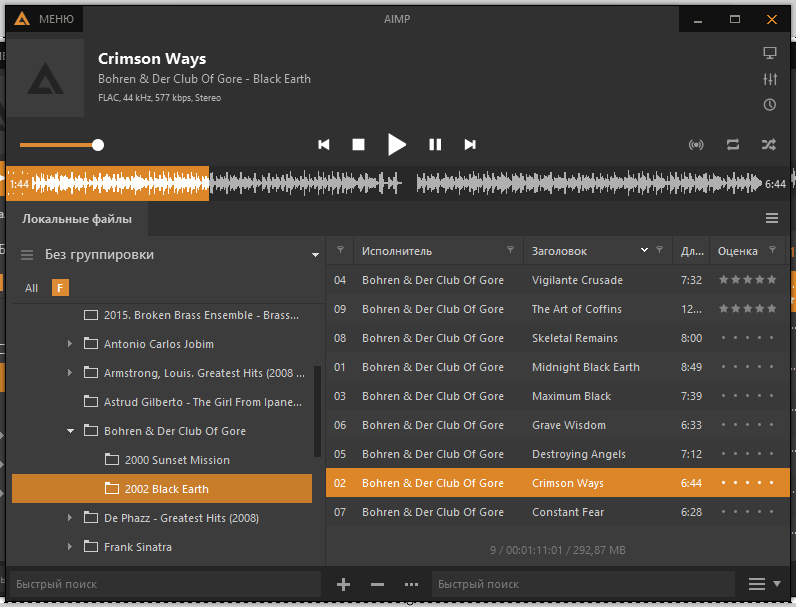 МЕНЮ AIMP
Crimson Ways
Bohren & Der Club Of Gore - Black Earth
FLAC, 44 kHz, 577 kbps, Stereo
1:44 6:44
Локальные файлы
Без группировки
All F
2015. Broken Brass Ensemble - Brass...
Antonio Carlos Jobim
Armstrong, Louis. Greatest Hits (2008 ...
Astrud Gilberto - The Girl From Ipane...
Bohren & Der Club Of Gore
2000 Sunset Mission
2002 Black Earth
De Phazz - Greatest Hits (2008)
Frank Sinatra
Быстрый поиск
Исполнитель Заголовок Дл... Оценка
04 Bohren & Der Club Of Gore Vigilante Crusade 7:32
09 Bohren & Der Club Of Gore The Art of Coffins 12...
08 Bohren & Der Club Of Gore Skeletal Remains 8:00
01 Bohren & Der Club Of Gore Midnight Black Earth 8:49
03 Bohren & Der Club Of Gore Maximum Black 7:39
06 Bohren & Der Club Of Gore Grave Wisdom 6:33
05 Bohren & Der Club Of Gore Destroying Angels 7:12
02 Bohren & Der Club Of Gore Crimson Ways 6:44
07 Bohren & Der Club Of Gore Constant Fear 6:28
9 / 00:01:11:01 / 292,87 MB
Быстрый поиск